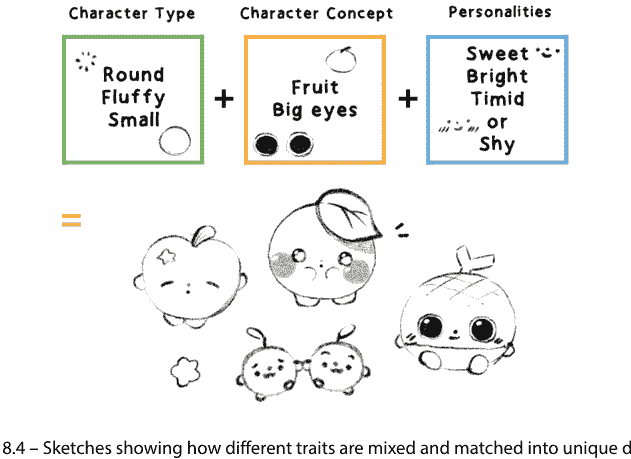 Character Type
Character Concept
Personalities
Round
Fluffy
Small
+
Fruit
Big eyes
+
Sweet
Bright
Timid
or
Shy
=
8.4 – Sketches showing how different traits are mixed and matched into unique d